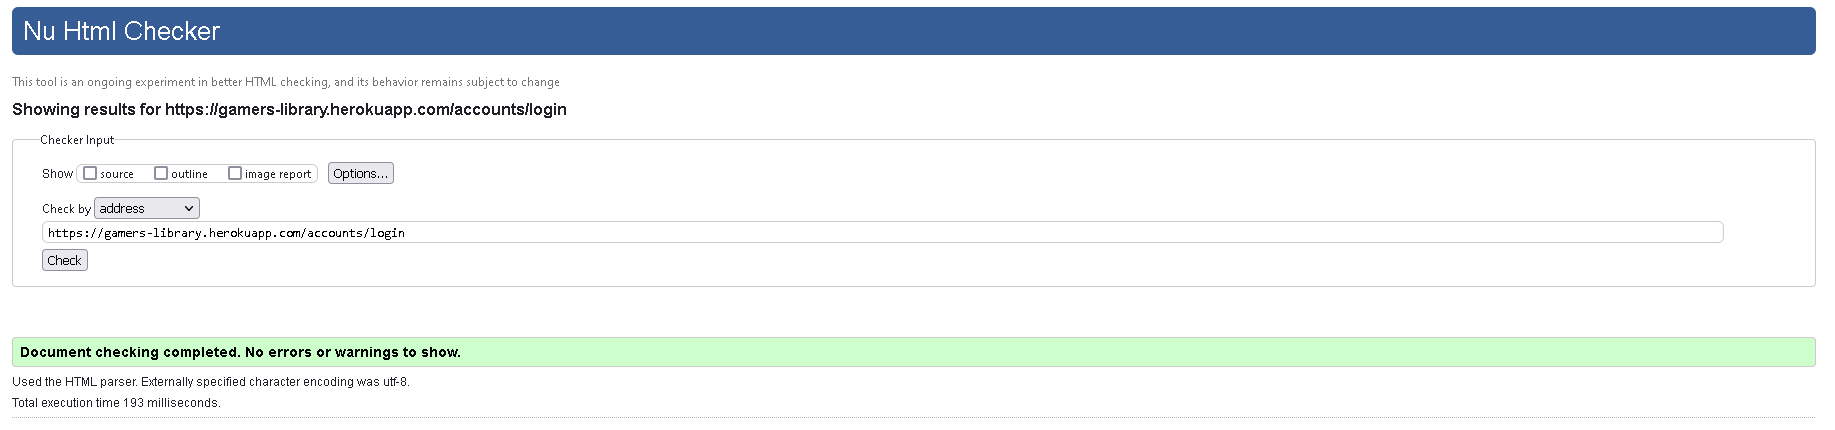 Nu Html Checker
This tool is an ongoing experiment in better HTML checking, and its behavior remains subject to change
Showing results for https://gamers-library.herokuapp.com/accounts/login
Checker Input
Show source outline image report Options...
Check by address
https://gamers-library.herokuapp.com/accounts/login
Check
Document checking completed. No errors or warnings to show.
Used the HTML parser. Externally specified character encoding was utf-8.
Total execution time 193 milliseconds.